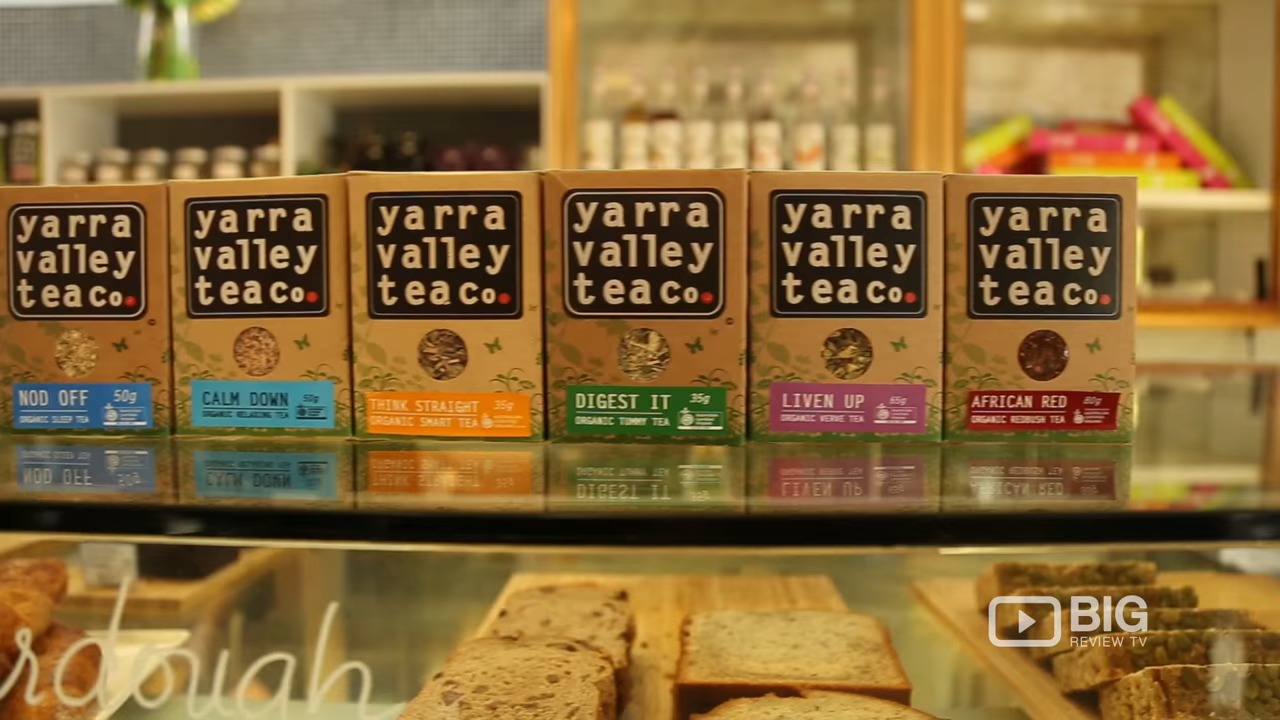 yarra
valley
tea co.
NOD OFF 50g
ORGANIC SLEEP TEA
yarra
valley
tea co.
CALM DOWN 50g
ORGANIC RELAXING TEA
yarra
valley
tea co.
THINK STRAIGHT 35g
ORGANIC SMART TEA
yarra
valley
tea co.
DIGEST IT 35g
ORGANIC TUMMY TEA
yarra
valley
tea co.
LIVEN UP 65g
ORGANIC VERVE TEA
yarra
valley
tea co.
AFRICAN RED 80g
ORGANIC REDBUSH TEA
rdough
BIG
REVIEW TV